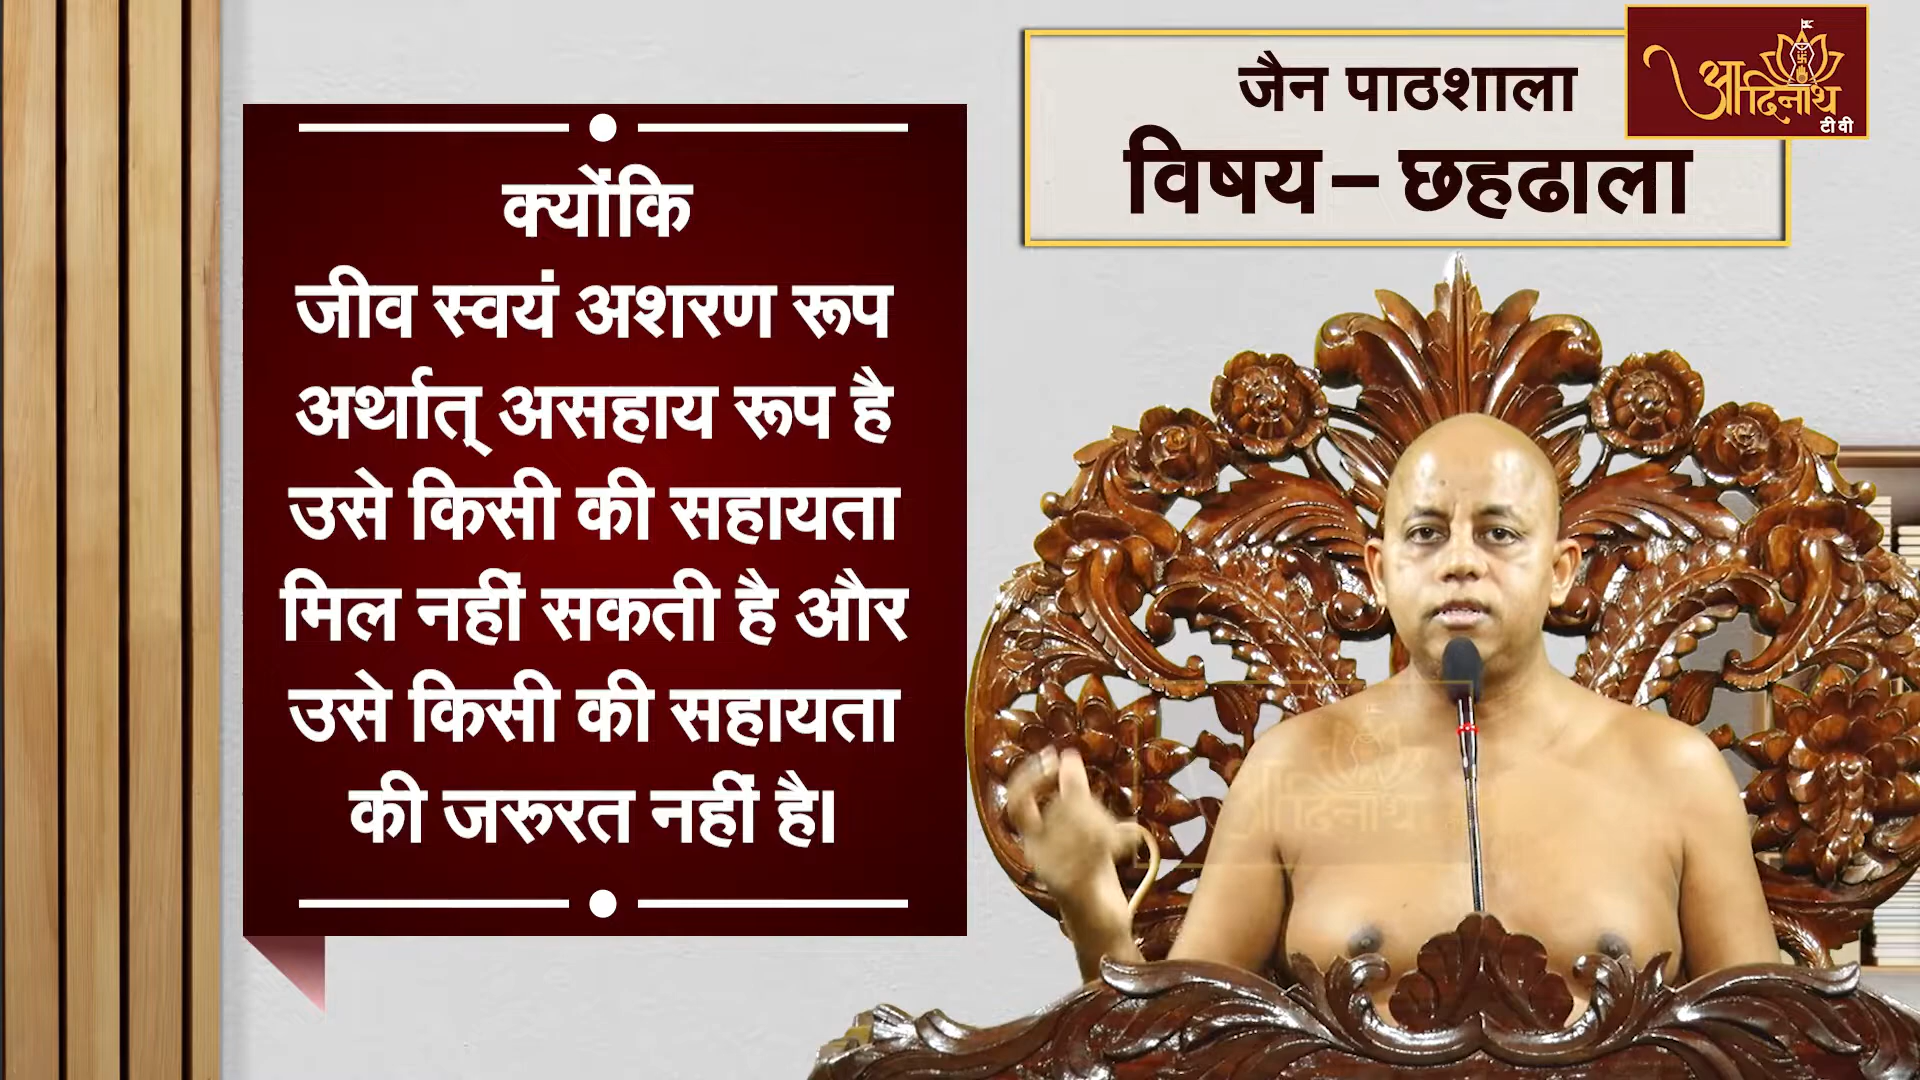 जैन पाठशाला
विषय – छहढाला
आदिनाथ
टी वी
क्योंकि
जीव स्वयं अशरण रूप
अर्थात् असहाय रूप है
उसे किसी की सहायता
मिल नहीं सकती है और
उसे किसी की सहायता
की जरूरत नहीं है।
आदिनाथ